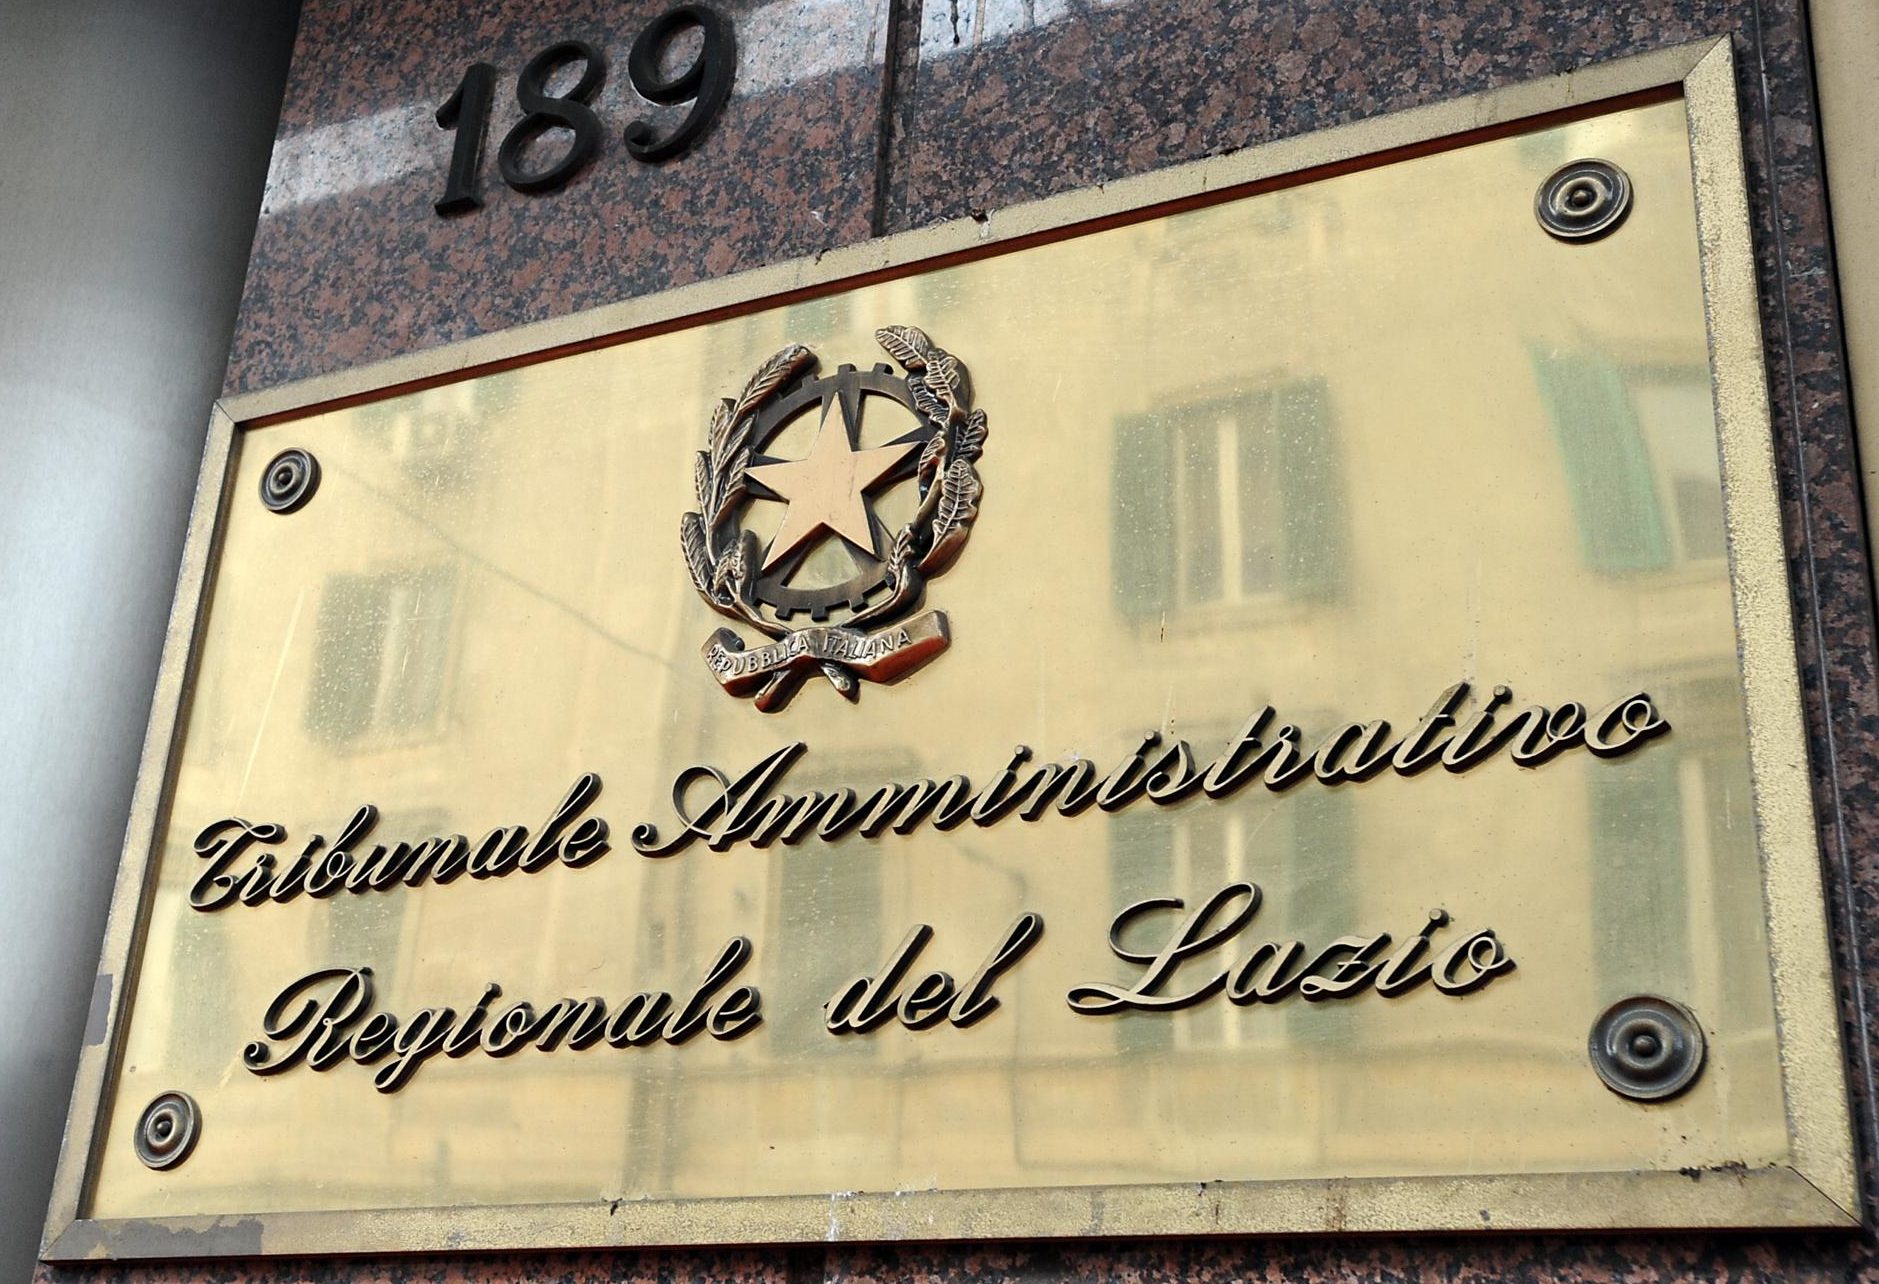 189
REPUBBLICA ITALIANA
Tribunale Amministrativo
Regionale del Lazio